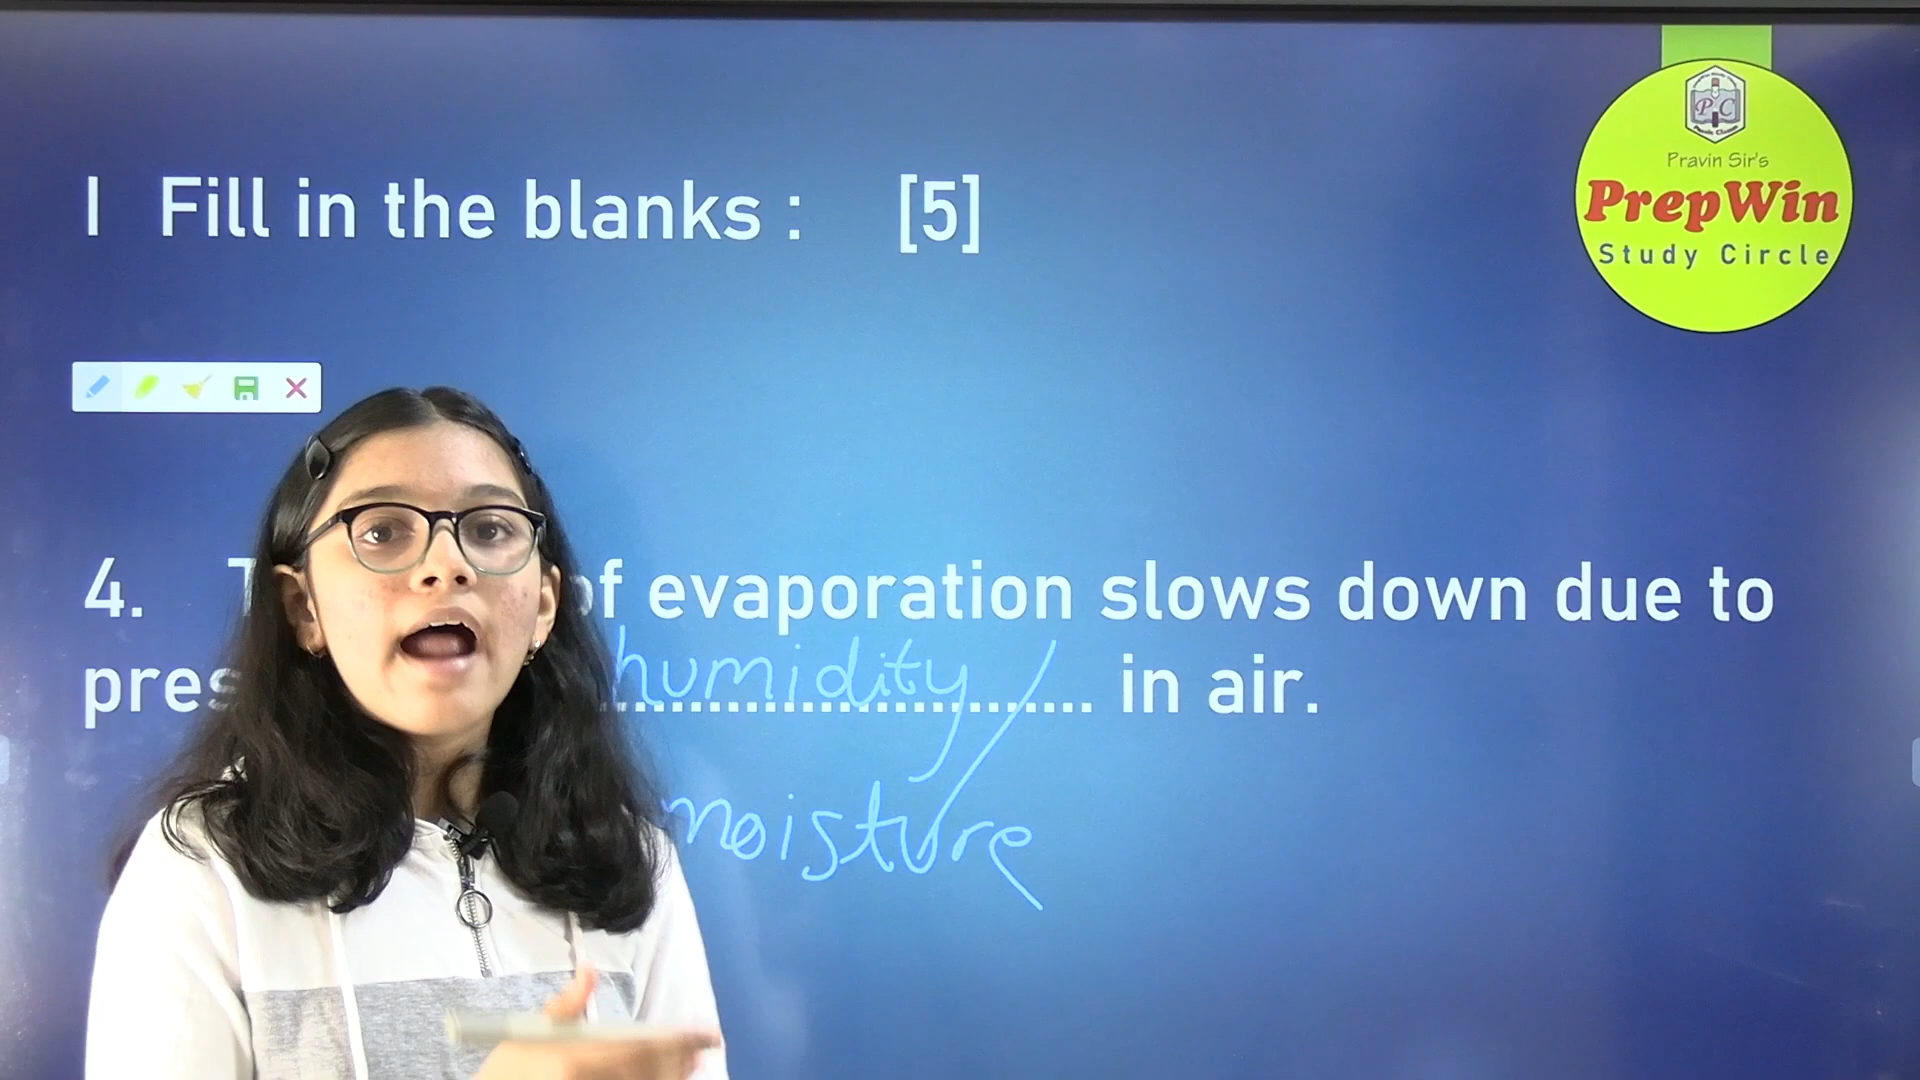 I Fill in the blanks : [5]
P C
Pravin Sir's
PrepWin
Study Circle
4. of evaporation slows down due to
humidity /
in air.
moisture